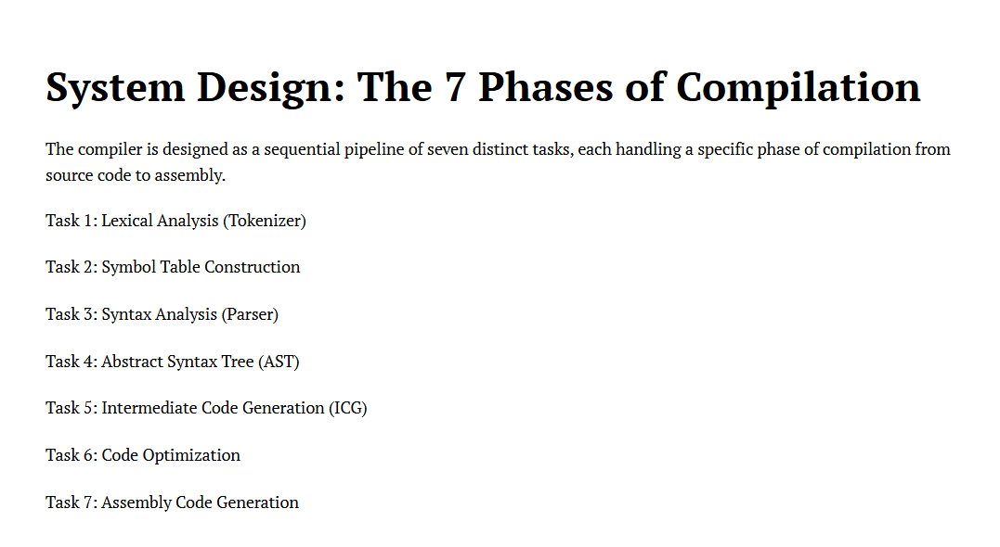 System Design: The 7 Phases of Compilation
The compiler is designed as a sequential pipeline of seven distinct tasks, each handling a specific phase of compilation from
source code to assembly.
Task 1: Lexical Analysis (Tokenizer)
Task 2: Symbol Table Construction
Task 3: Syntax Analysis (Parser)
Task 4: Abstract Syntax Tree (AST)
Task 5: Intermediate Code Generation (ICG)
Task 6: Code Optimization
Task 7: Assembly Code Generation